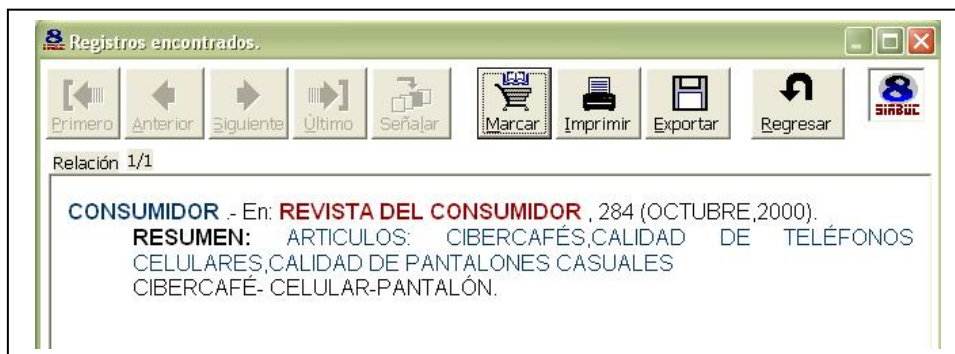 Registros encontrados.
Primero Anterior Siguiente Último Señalar Marcar Imprimir Exportar Regresar 8 SIABUC
Relación 1/1
CONSUMIDOR .- En: REVISTA DEL CONSUMIDOR , 284 (OCTUBRE,2000).
RESUMEN: ARTICULOS: CIBERCAFÉS,CALIDAD DE TELÉFONOS
CELULARES,CALIDAD DE PANTALONES CASUALES
CIBERCAFÉ- CELULAR-PANTALÓN.